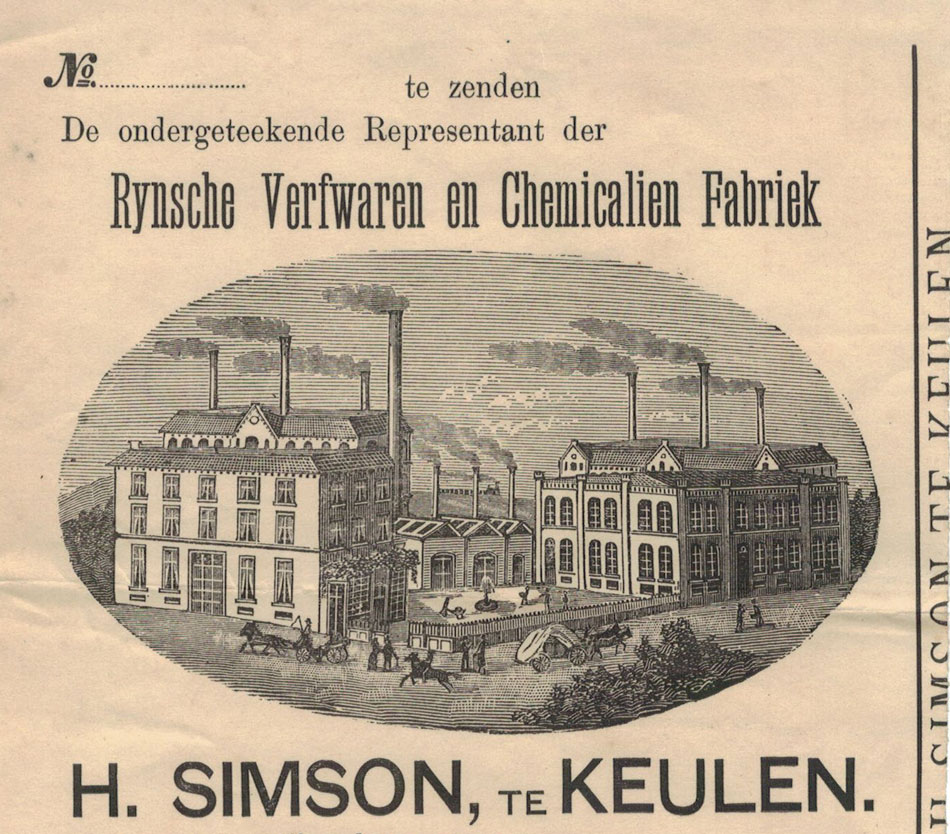 No. ..........................
te zenden
De ondergeteekende Representant der
Rynsche Verfwaren en Chemicalien Fabriek
H. SIMSON, TE KEULEN.
H. SIMSON TE KEULEN